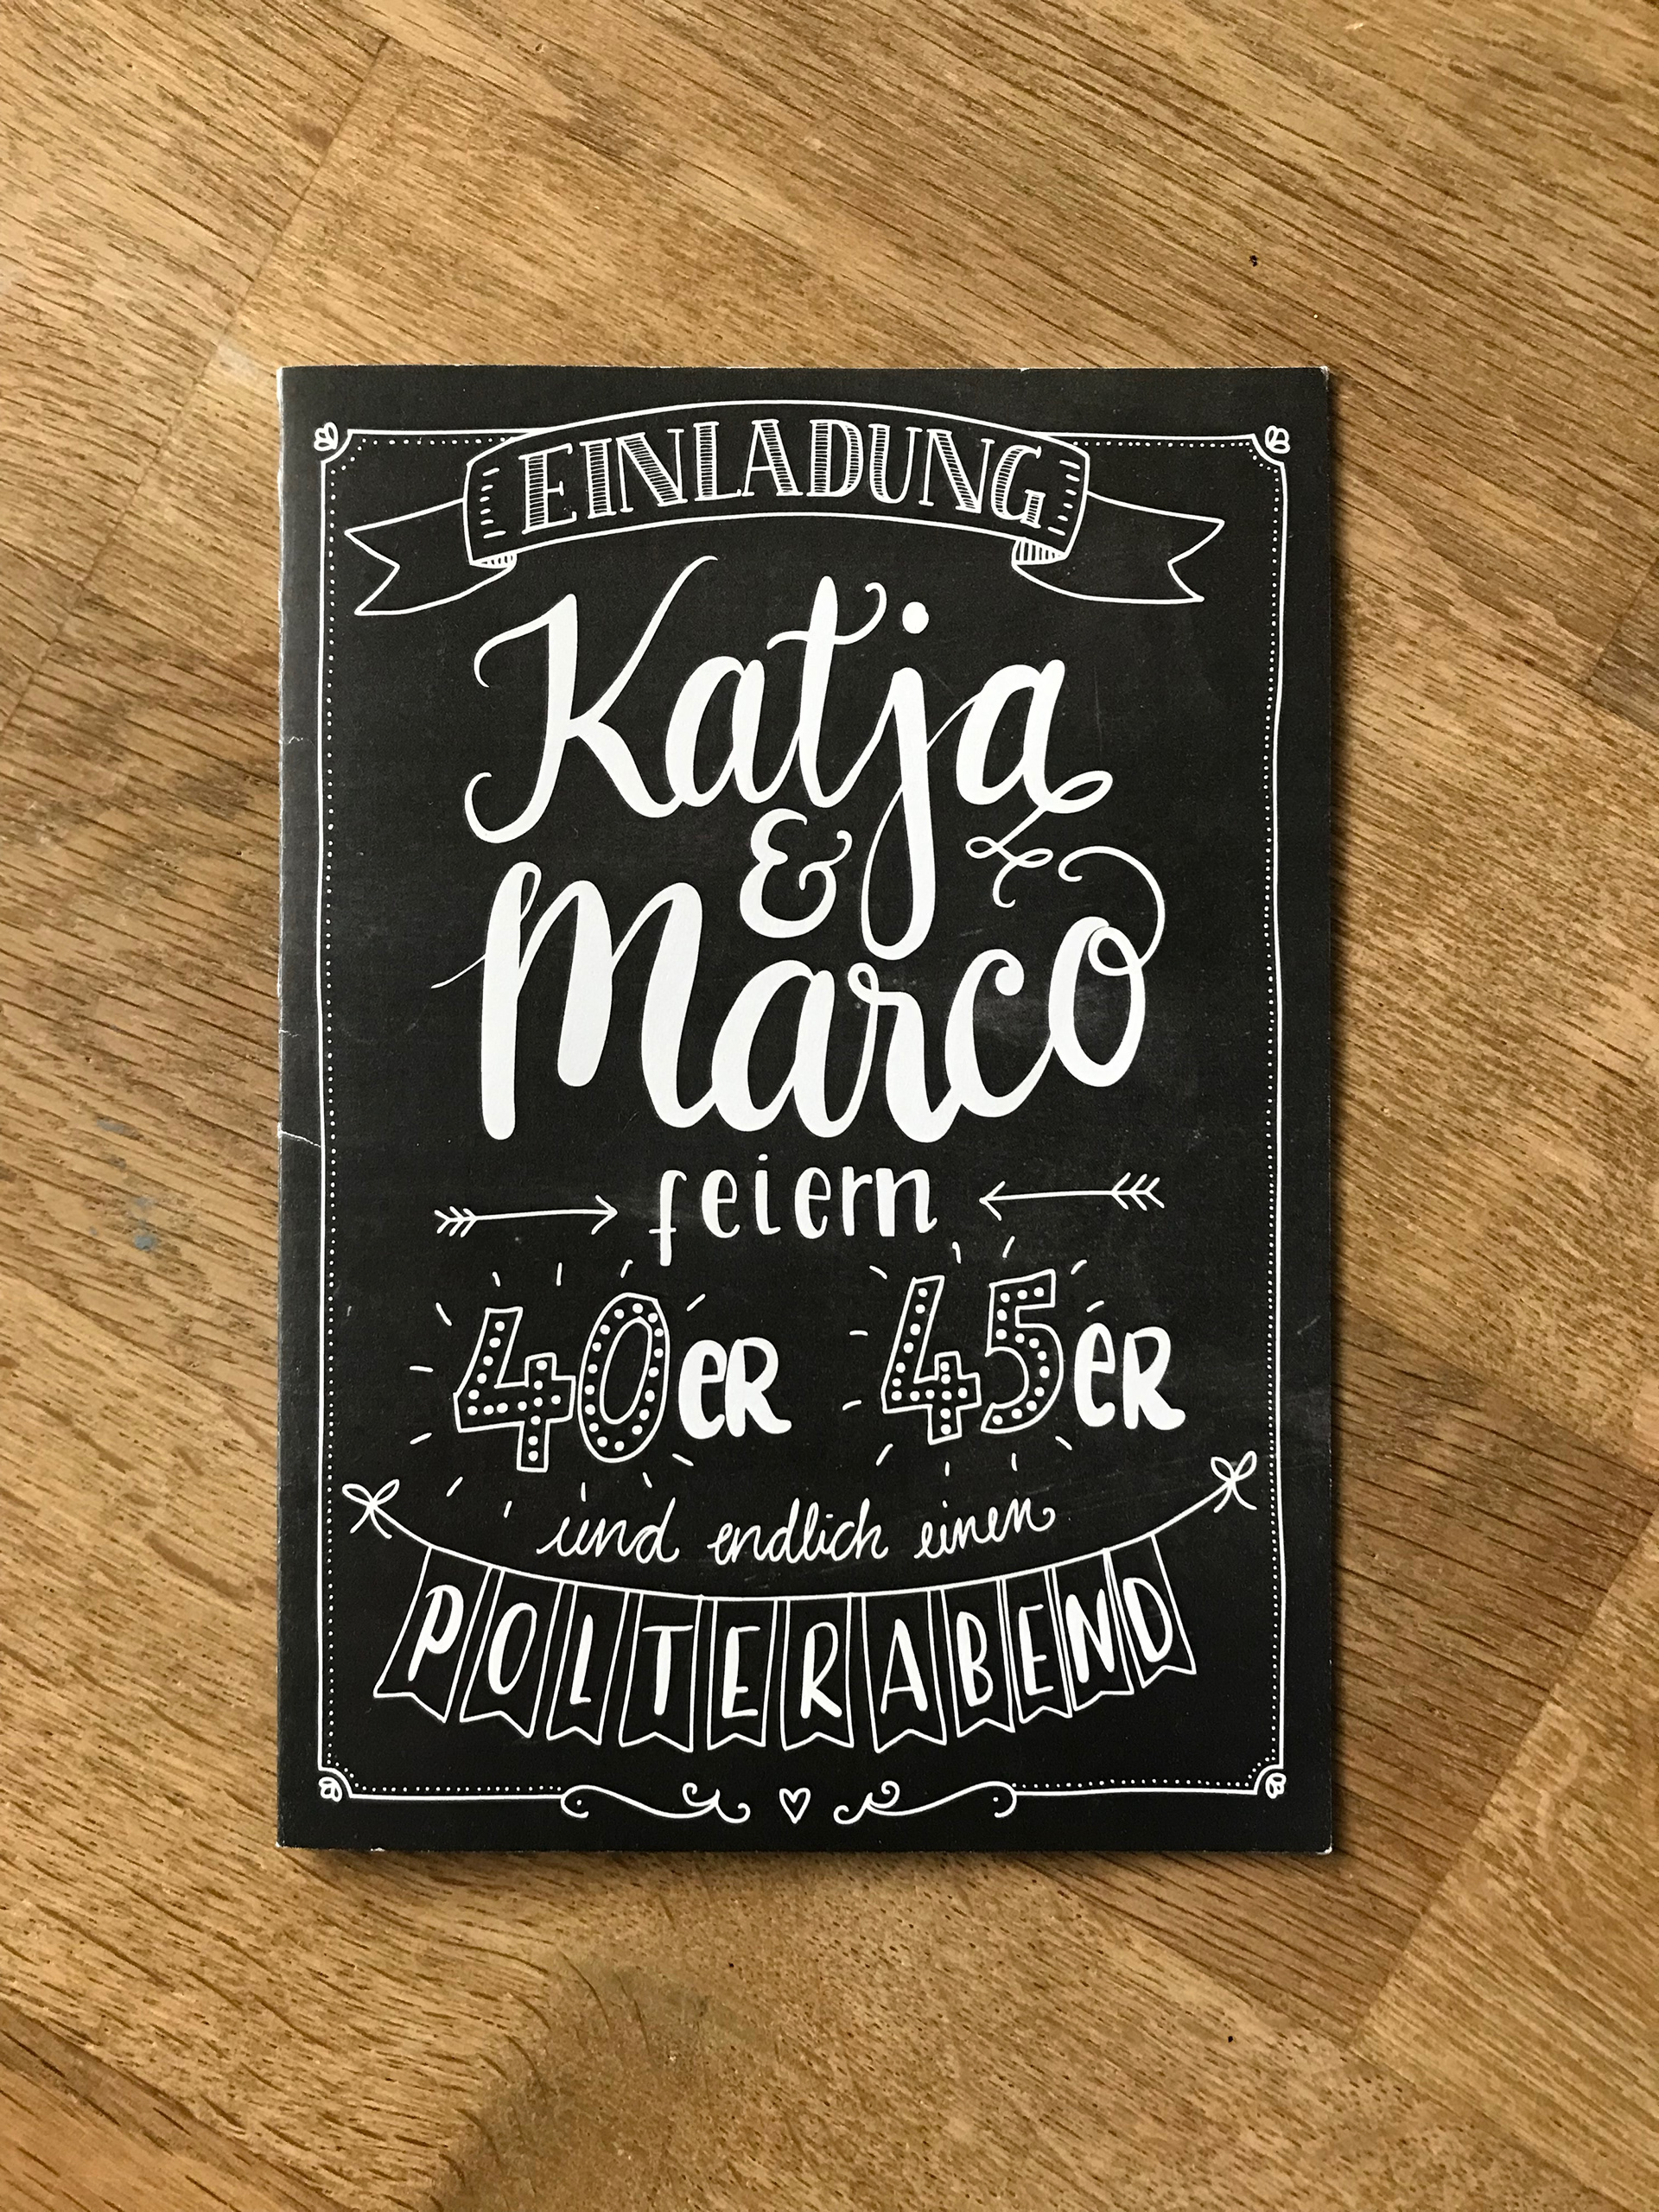 EINLADUNG
Katja
&
Marco
feiern
40er 45er
und endlich einen
POLTERABEND